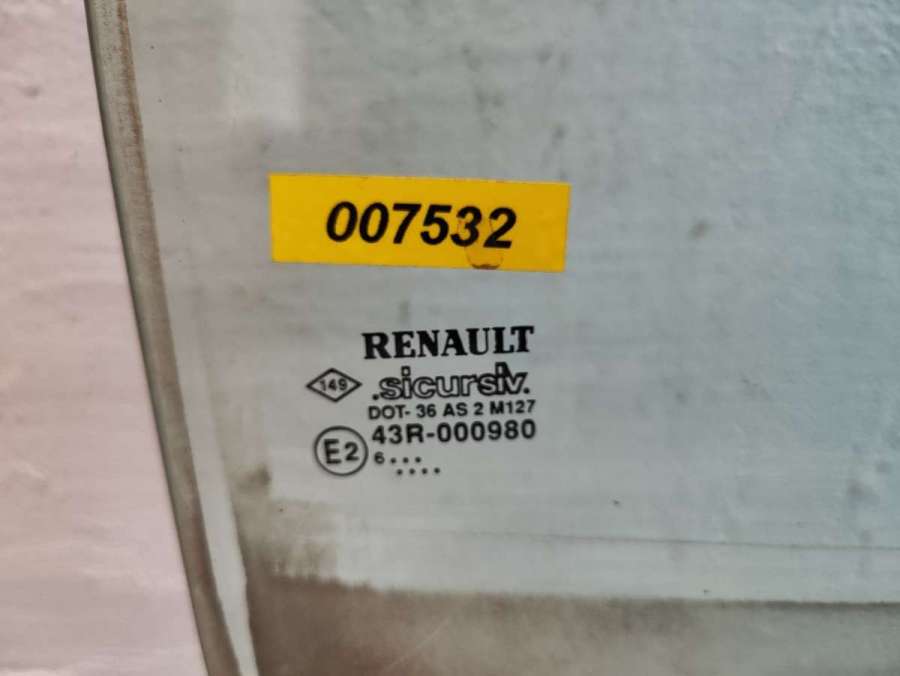 007532
RENAULT
149 .sicursiv.
DOT- 36 AS 2 M127
E2 43R-000980
6...
....